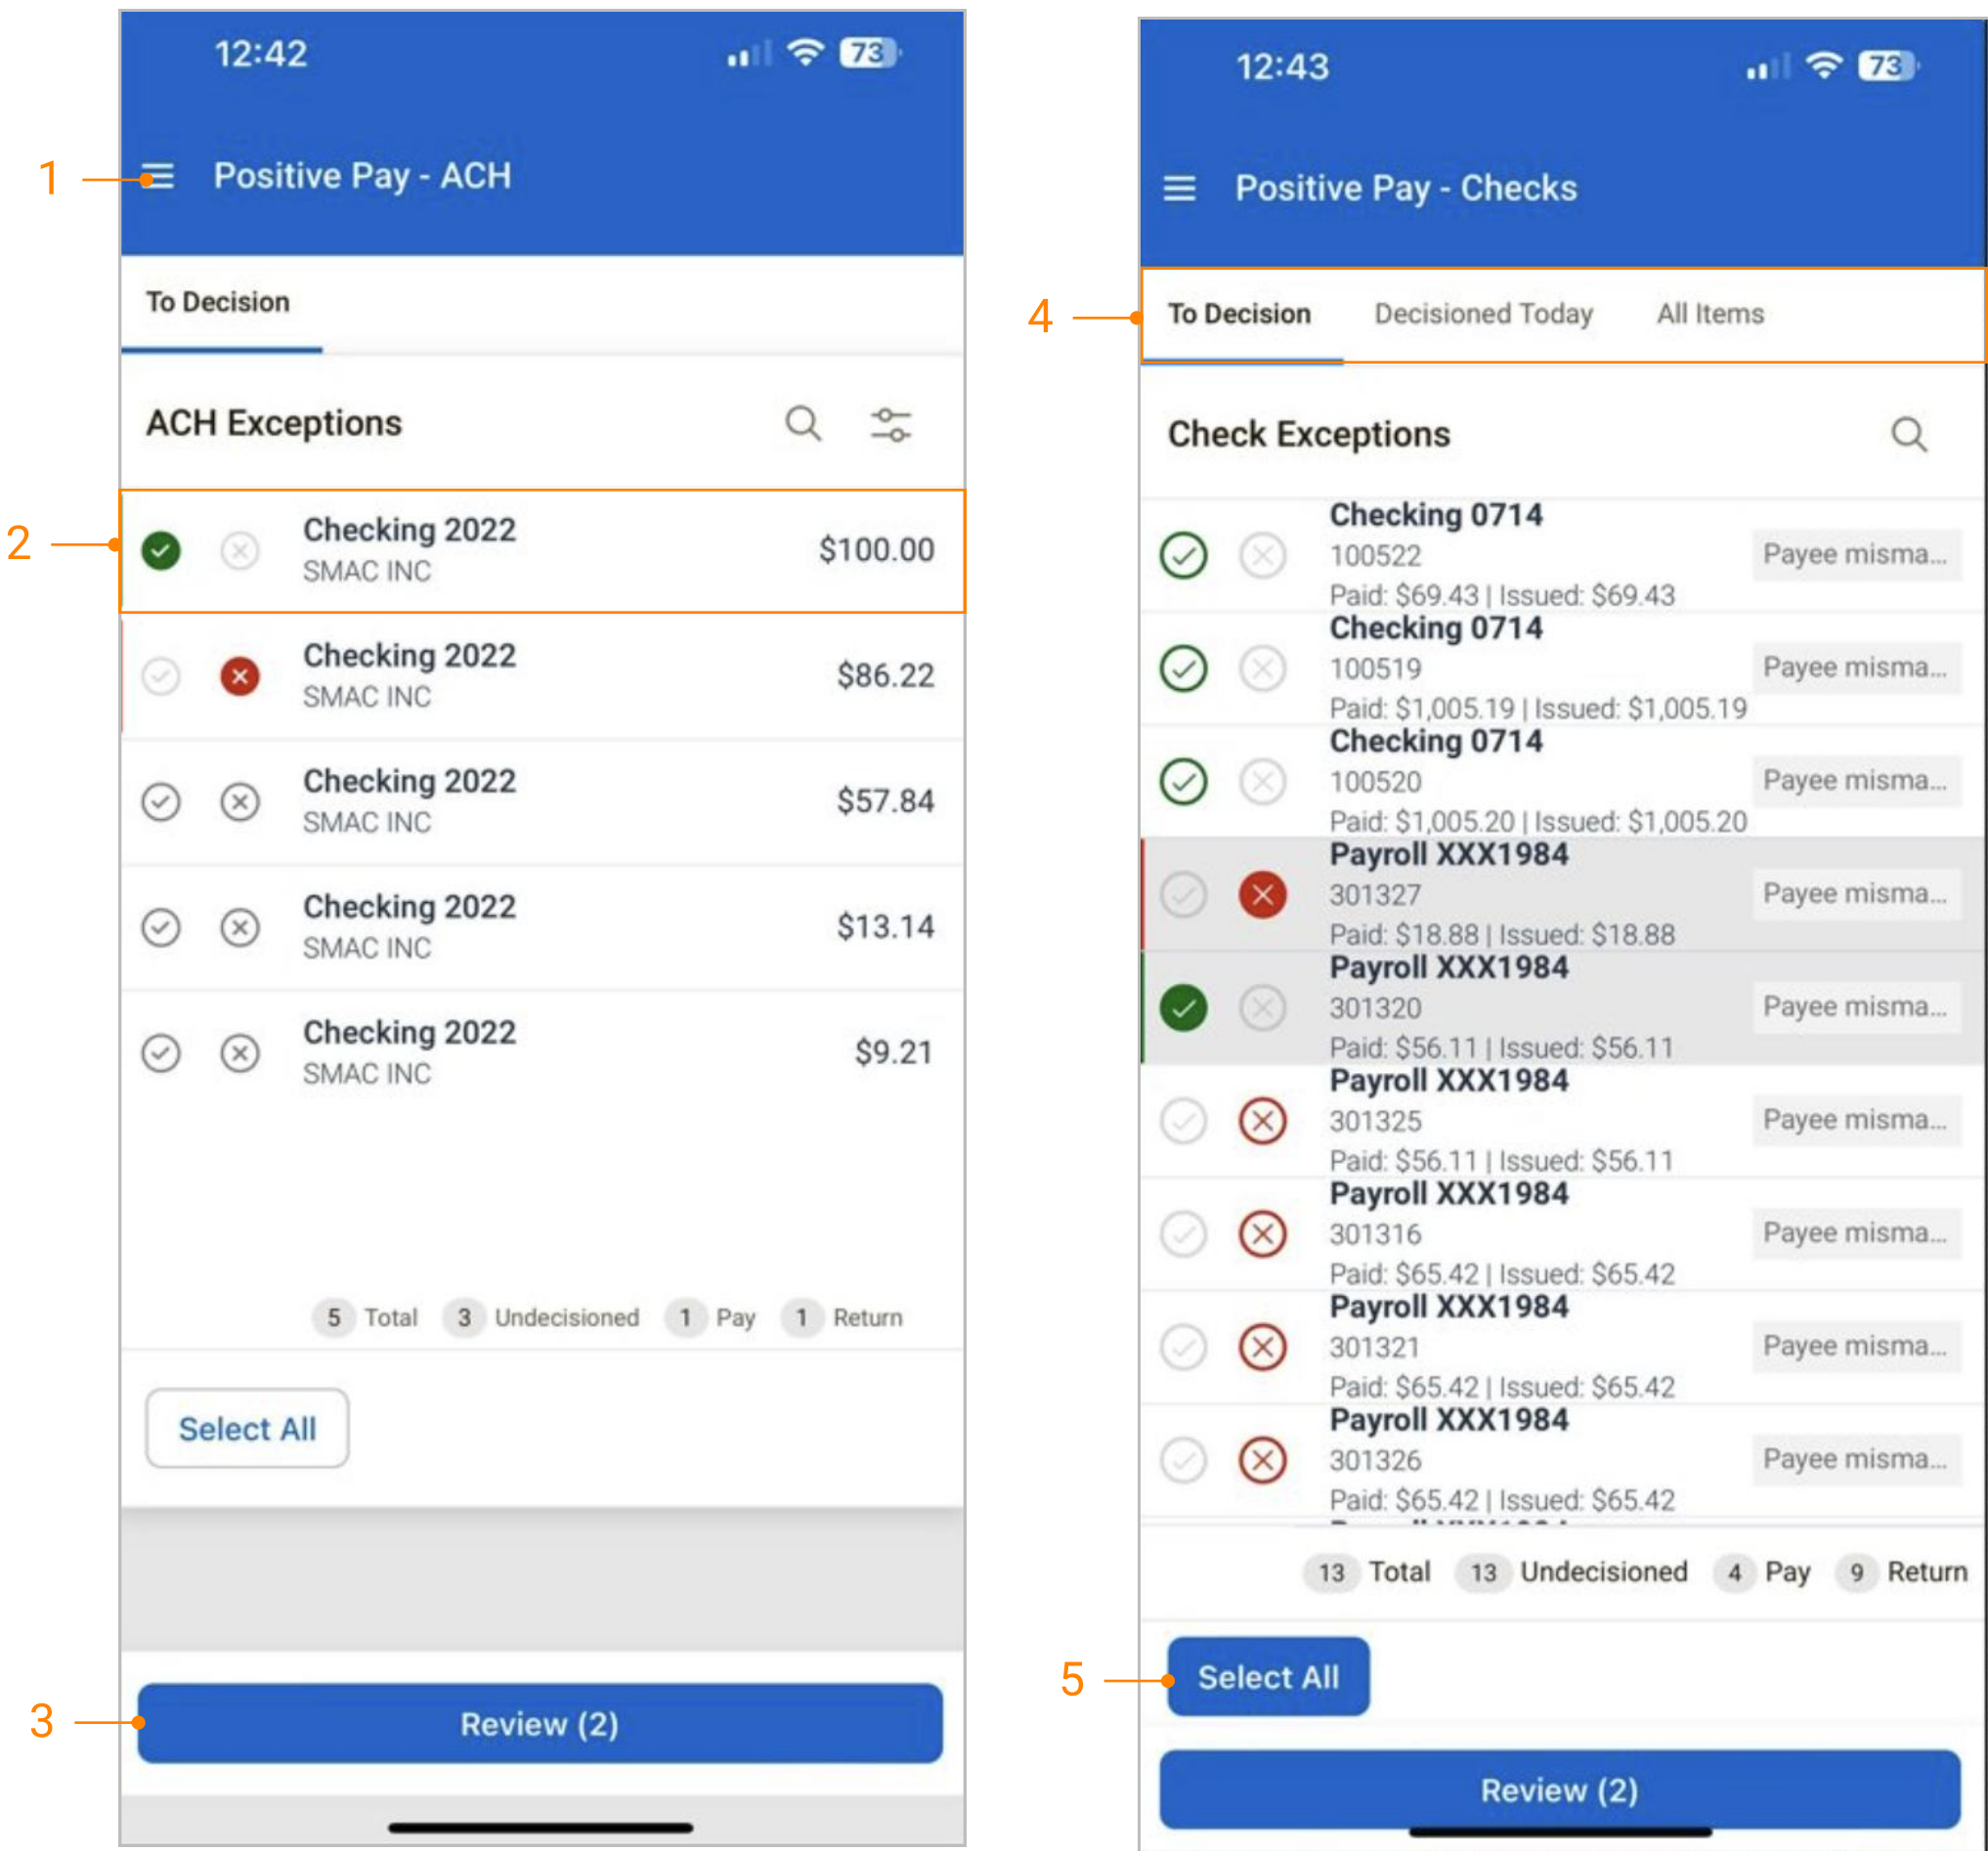 12:42
73
1
Positive Pay - ACH
To Decision
ACH Exceptions
2
Checking 2022
$100.00
SMAC INC
Checking 2022
$86.22
SMAC INC
Checking 2022
$57.84
SMAC INC
Checking 2022
$13.14
SMAC INC
Checking 2022
$9.21
SMAC INC
5 Total 3 Undecisioned 1 Pay 1 Return
Select All
3
Review (2)
12:43
73
Positive Pay - Checks
4
To Decision Decisioned Today All Items
Check Exceptions
Checking 0714
100522
Payee misma...
Paid: $69.43 | Issued: $69.43
Checking 0714
100519
Payee misma...
Paid: $1,005.19 | Issued: $1,005.19
Checking 0714
100520
Payee misma...
Paid: $1,005.20 | Issued: $1,005.20
Payroll XXX1984
301327
Payee misma...
Paid: $18.88 | Issued: $18.88
Payroll XXX1984
301320
Payee misma...
Paid: $56.11 | Issued: $56.11
Payroll XXX1984
301325
Payee misma...
Paid: $56.11 | Issued: $56.11
Payroll XXX1984
301316
Payee misma...
Paid: $65.42 | Issued: $65.42
Payroll XXX1984
301321
Payee misma...
Paid: $65.42 | Issued: $65.42
Payroll XXX1984
301326
Payee misma...
Paid: $65.42 | Issued: $65.42
13 Total 13 Undecisioned 4 Pay 9 Return
5
Select All
Review (2)